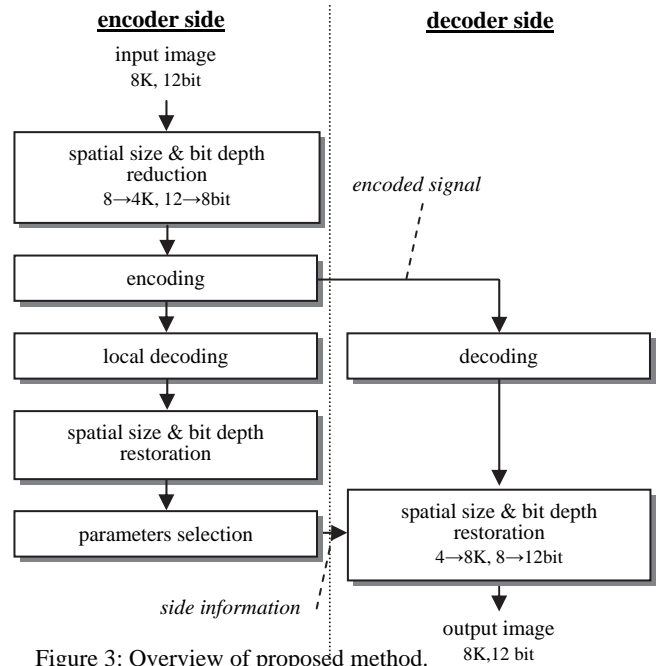 encoder side
decoder side
input image
8K, 12bit
spatial size & bit depth
reduction
8→4K, 12→8bit
encoded signal
encoding
local decoding
decoding
spatial size & bit depth
restoration
parameters selection
spatial size & bit depth
restoration
4→8K, 8→12bit
side information
output image
8K,12 bit
Figure 3: Overview of proposed method.